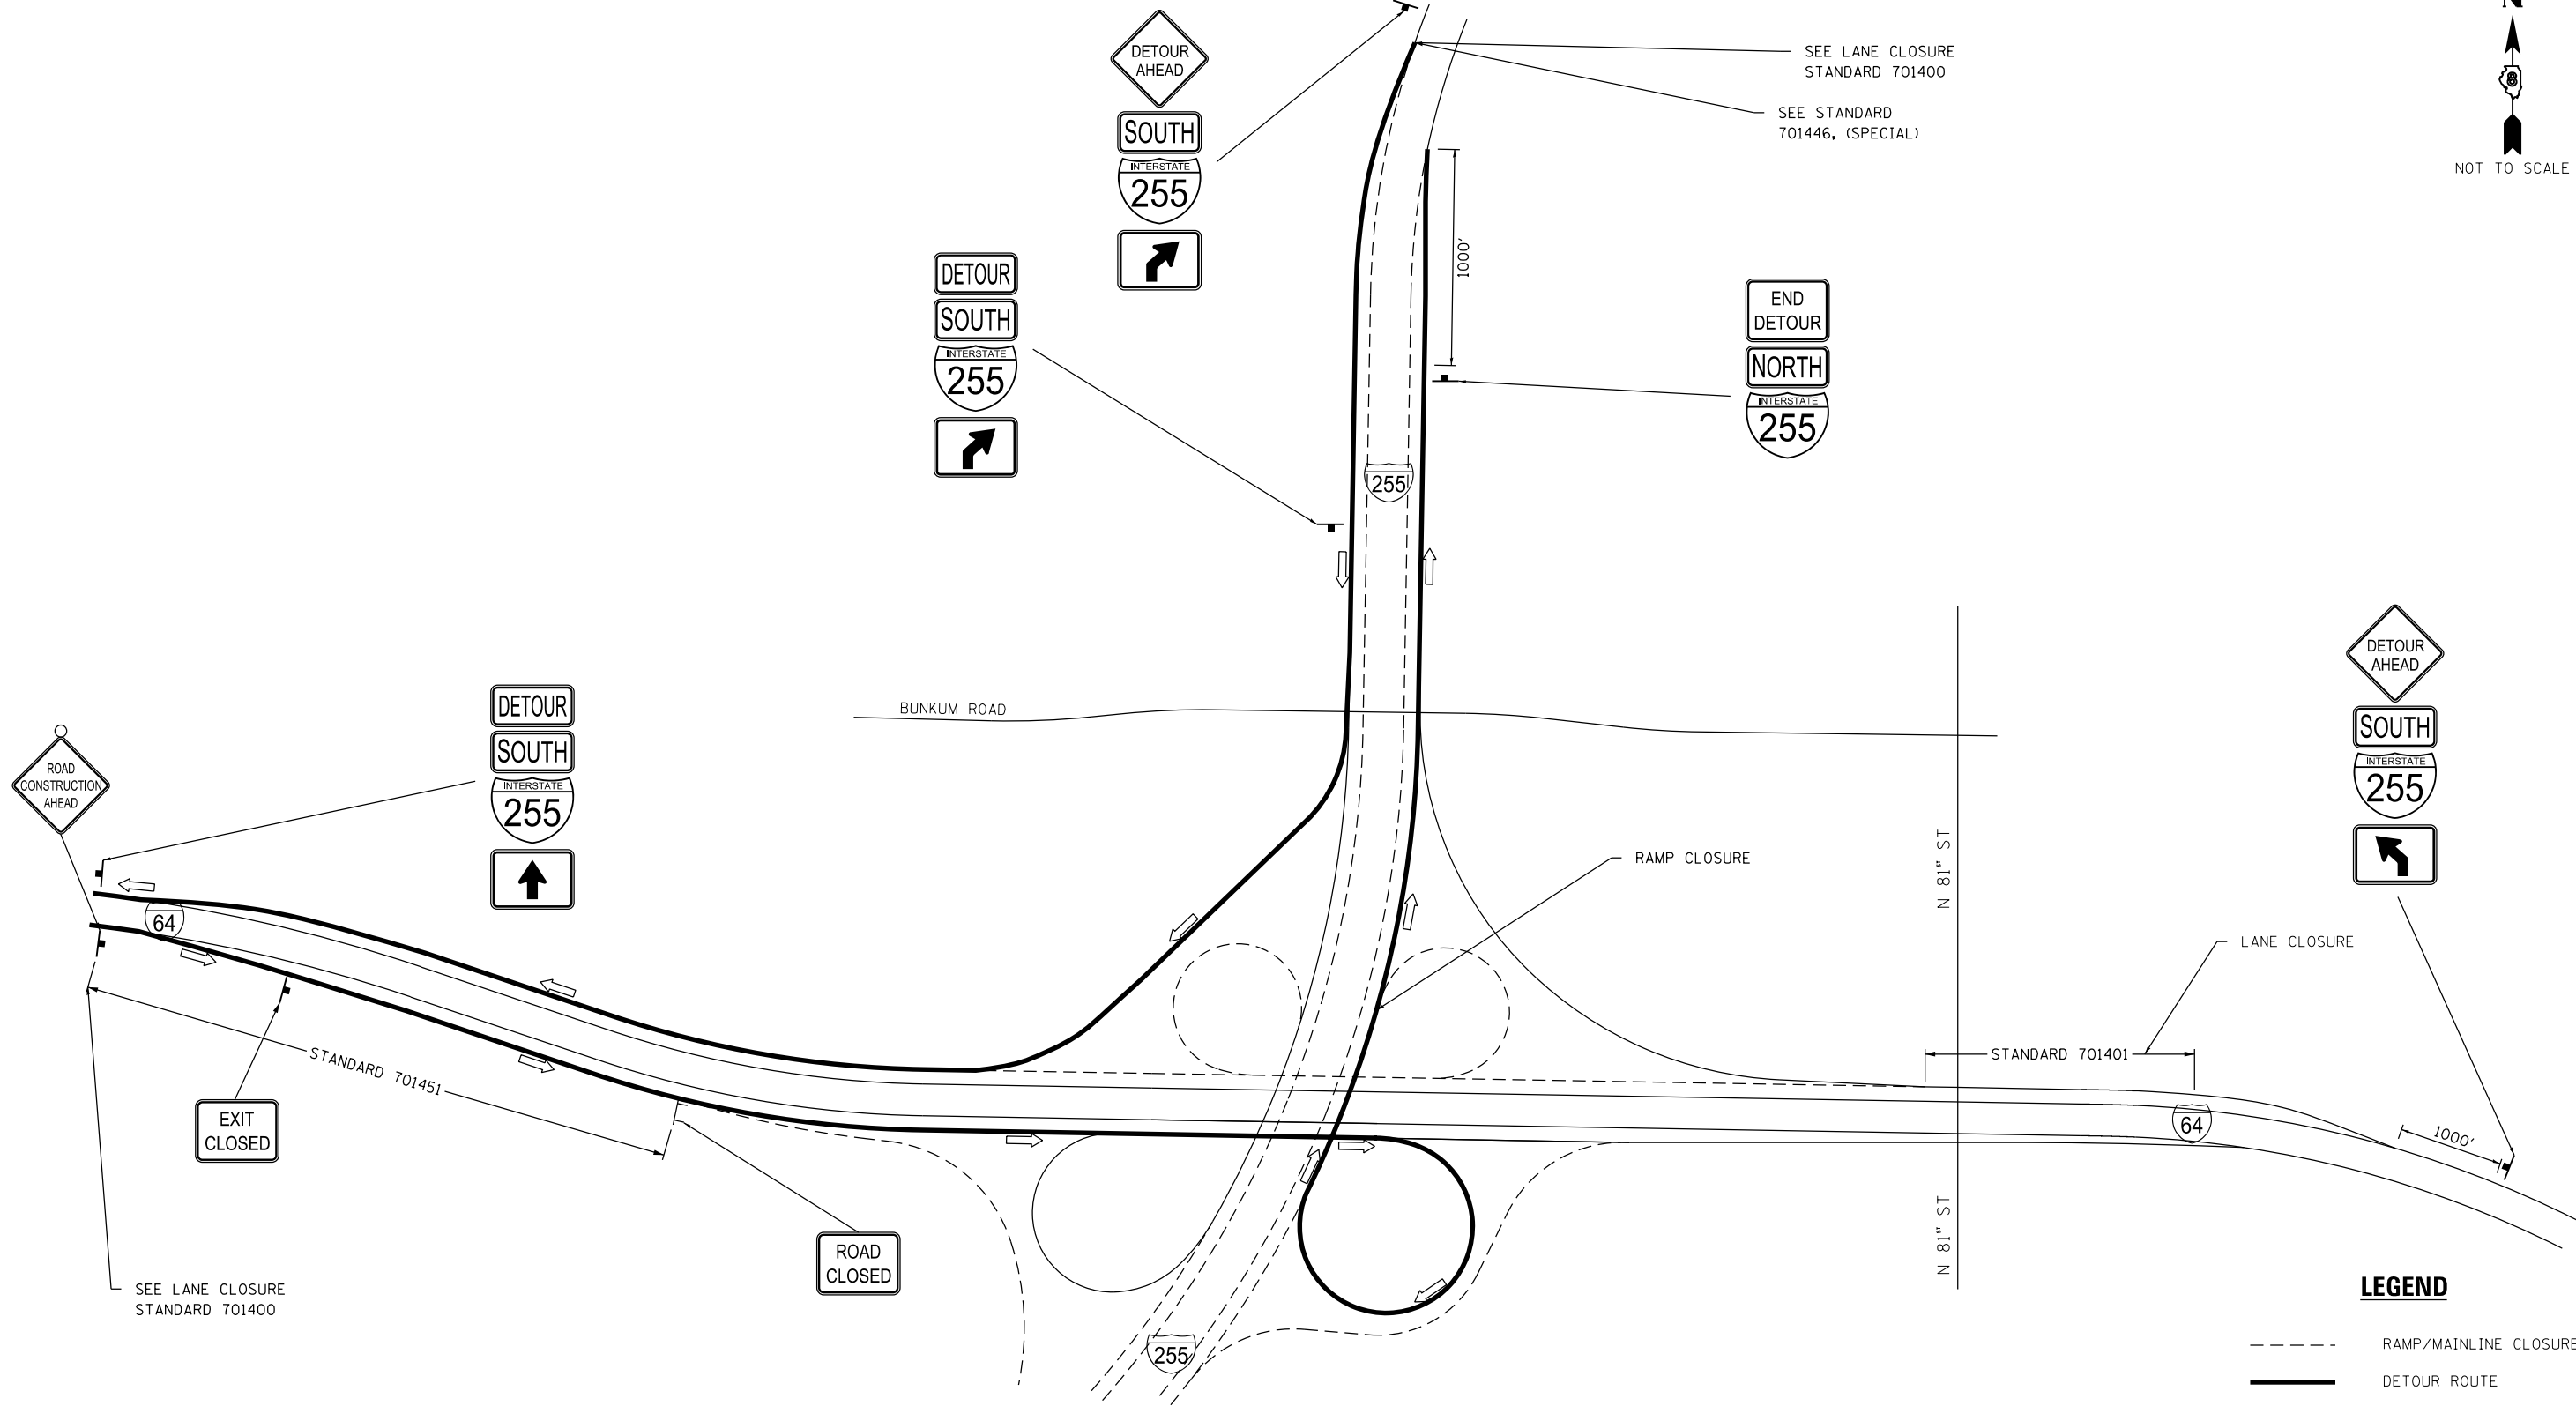 N
8
NOT TO SCALE
DETOUR
AHEAD
SOUTH
INTERSTATE
255
SEE LANE CLOSURE
STANDARD 701400
SEE STANDARD
701446, (SPECIAL)
1000'
DETOUR
SOUTH
INTERSTATE
255
END
DETOUR
NORTH
INTERSTATE
255
255
DETOUR
AHEAD
SOUTH
INTERSTATE
255
DETOUR
SOUTH
INTERSTATE
255
BUNKUM ROAD
ROAD
CONSTRUCTION
AHEAD
RAMP CLOSURE
N 81ST ST
LANE CLOSURE
64
STANDARD 701451
STANDARD 701401
EXIT
CLOSED
64
1000'
ROAD
CLOSED
N 81ST ST
SEE LANE CLOSURE
STANDARD 701400
255
LEGEND
RAMP/MAINLINE CLOSURE
DETOUR ROUTE